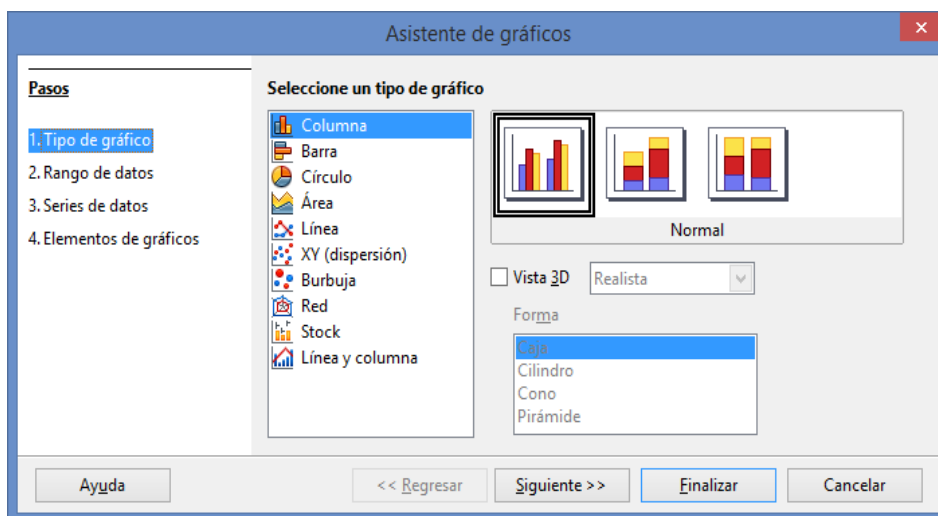 Asistente de gráficos
Pasos
1. Tipo de gráfico
2. Rango de datos
3. Series de datos
4. Elementos de gráficos
Seleccione un tipo de gráfico
Columna
Barra
Círculo
Área
Línea
XY (dispersión)
Burbuja
Red
Stock
Línea y columna
Normal
Vista 3D
Realista
Forma
Caja
Cilindro
Cono
Pirámide
Ayuda
<< Regresar
Siguiente >>
Finalizar
Cancelar